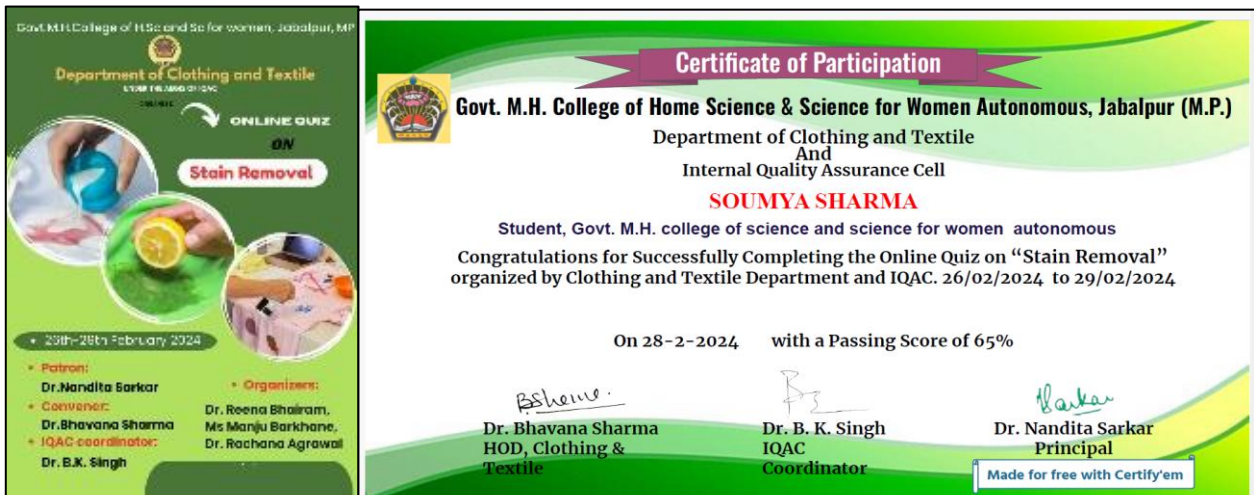 Govt. M.H.College of H.Sc and Sc for women, Jabalpur, MP
Department of Clothing and Textile
UNDER THE AEGIS OF IQAC
ONLINE QUIZ
ON
Stain Removal
26th-29th February 2024
Patron:
Dr.Nandita Sarkar
Convener:
Dr.Bhavana Sharma
IQAC coordinator:
Dr. B.K. Singh
Organizers:
Dr. Reena Bhairam,
Ms Manju Barkhane,
Dr. Rachana Agrawal
Certificate of Participation
Govt. M.H. College of Home Science & Science for Women Autonomous, Jabalpur (M.P.)
Department of Clothing and Textile
And
Internal Quality Assurance Cell
SOUMYA SHARMA
Student, Govt. M.H. college of science and science for women autonomous
Congratulations for Successfully Completing the Online Quiz on “Stain Removal”
organized by Clothing and Textile Department and IQAC. 26/02/2024 to 29/02/2024
On 28-2-2024 with a Passing Score of 65%
Dr. Bhavana Sharma
HOD, Clothing &
Textile
Dr. B. K. Singh
IQAC
Coordinator
Sarkar
Dr. Nandita Sarkar
Principal
Made for free with Certify'em